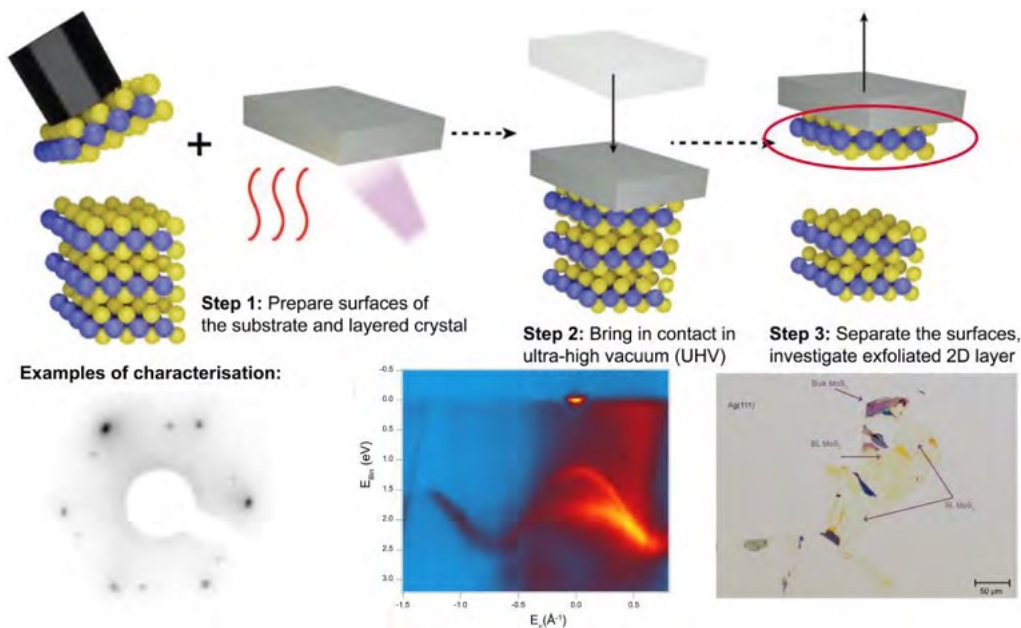 +
Step 1: Prepare surfaces of
the substrate and layered crystal
Step 2: Bring in contact in
ultra-high vacuum (UHV)
Step 3: Separate the surfaces,
investigate exfoliated 2D layer
Examples of characterisation:
-0.5
0.0
0.5
1.0
1.5
2.0
2.5
3.0
E_Bin (eV)
-1.5
-1.0
-0.5
0.0
0.5
Ag(111)
Bulk MoS₂
BL MoS₂
SL MoS₂
50 µm